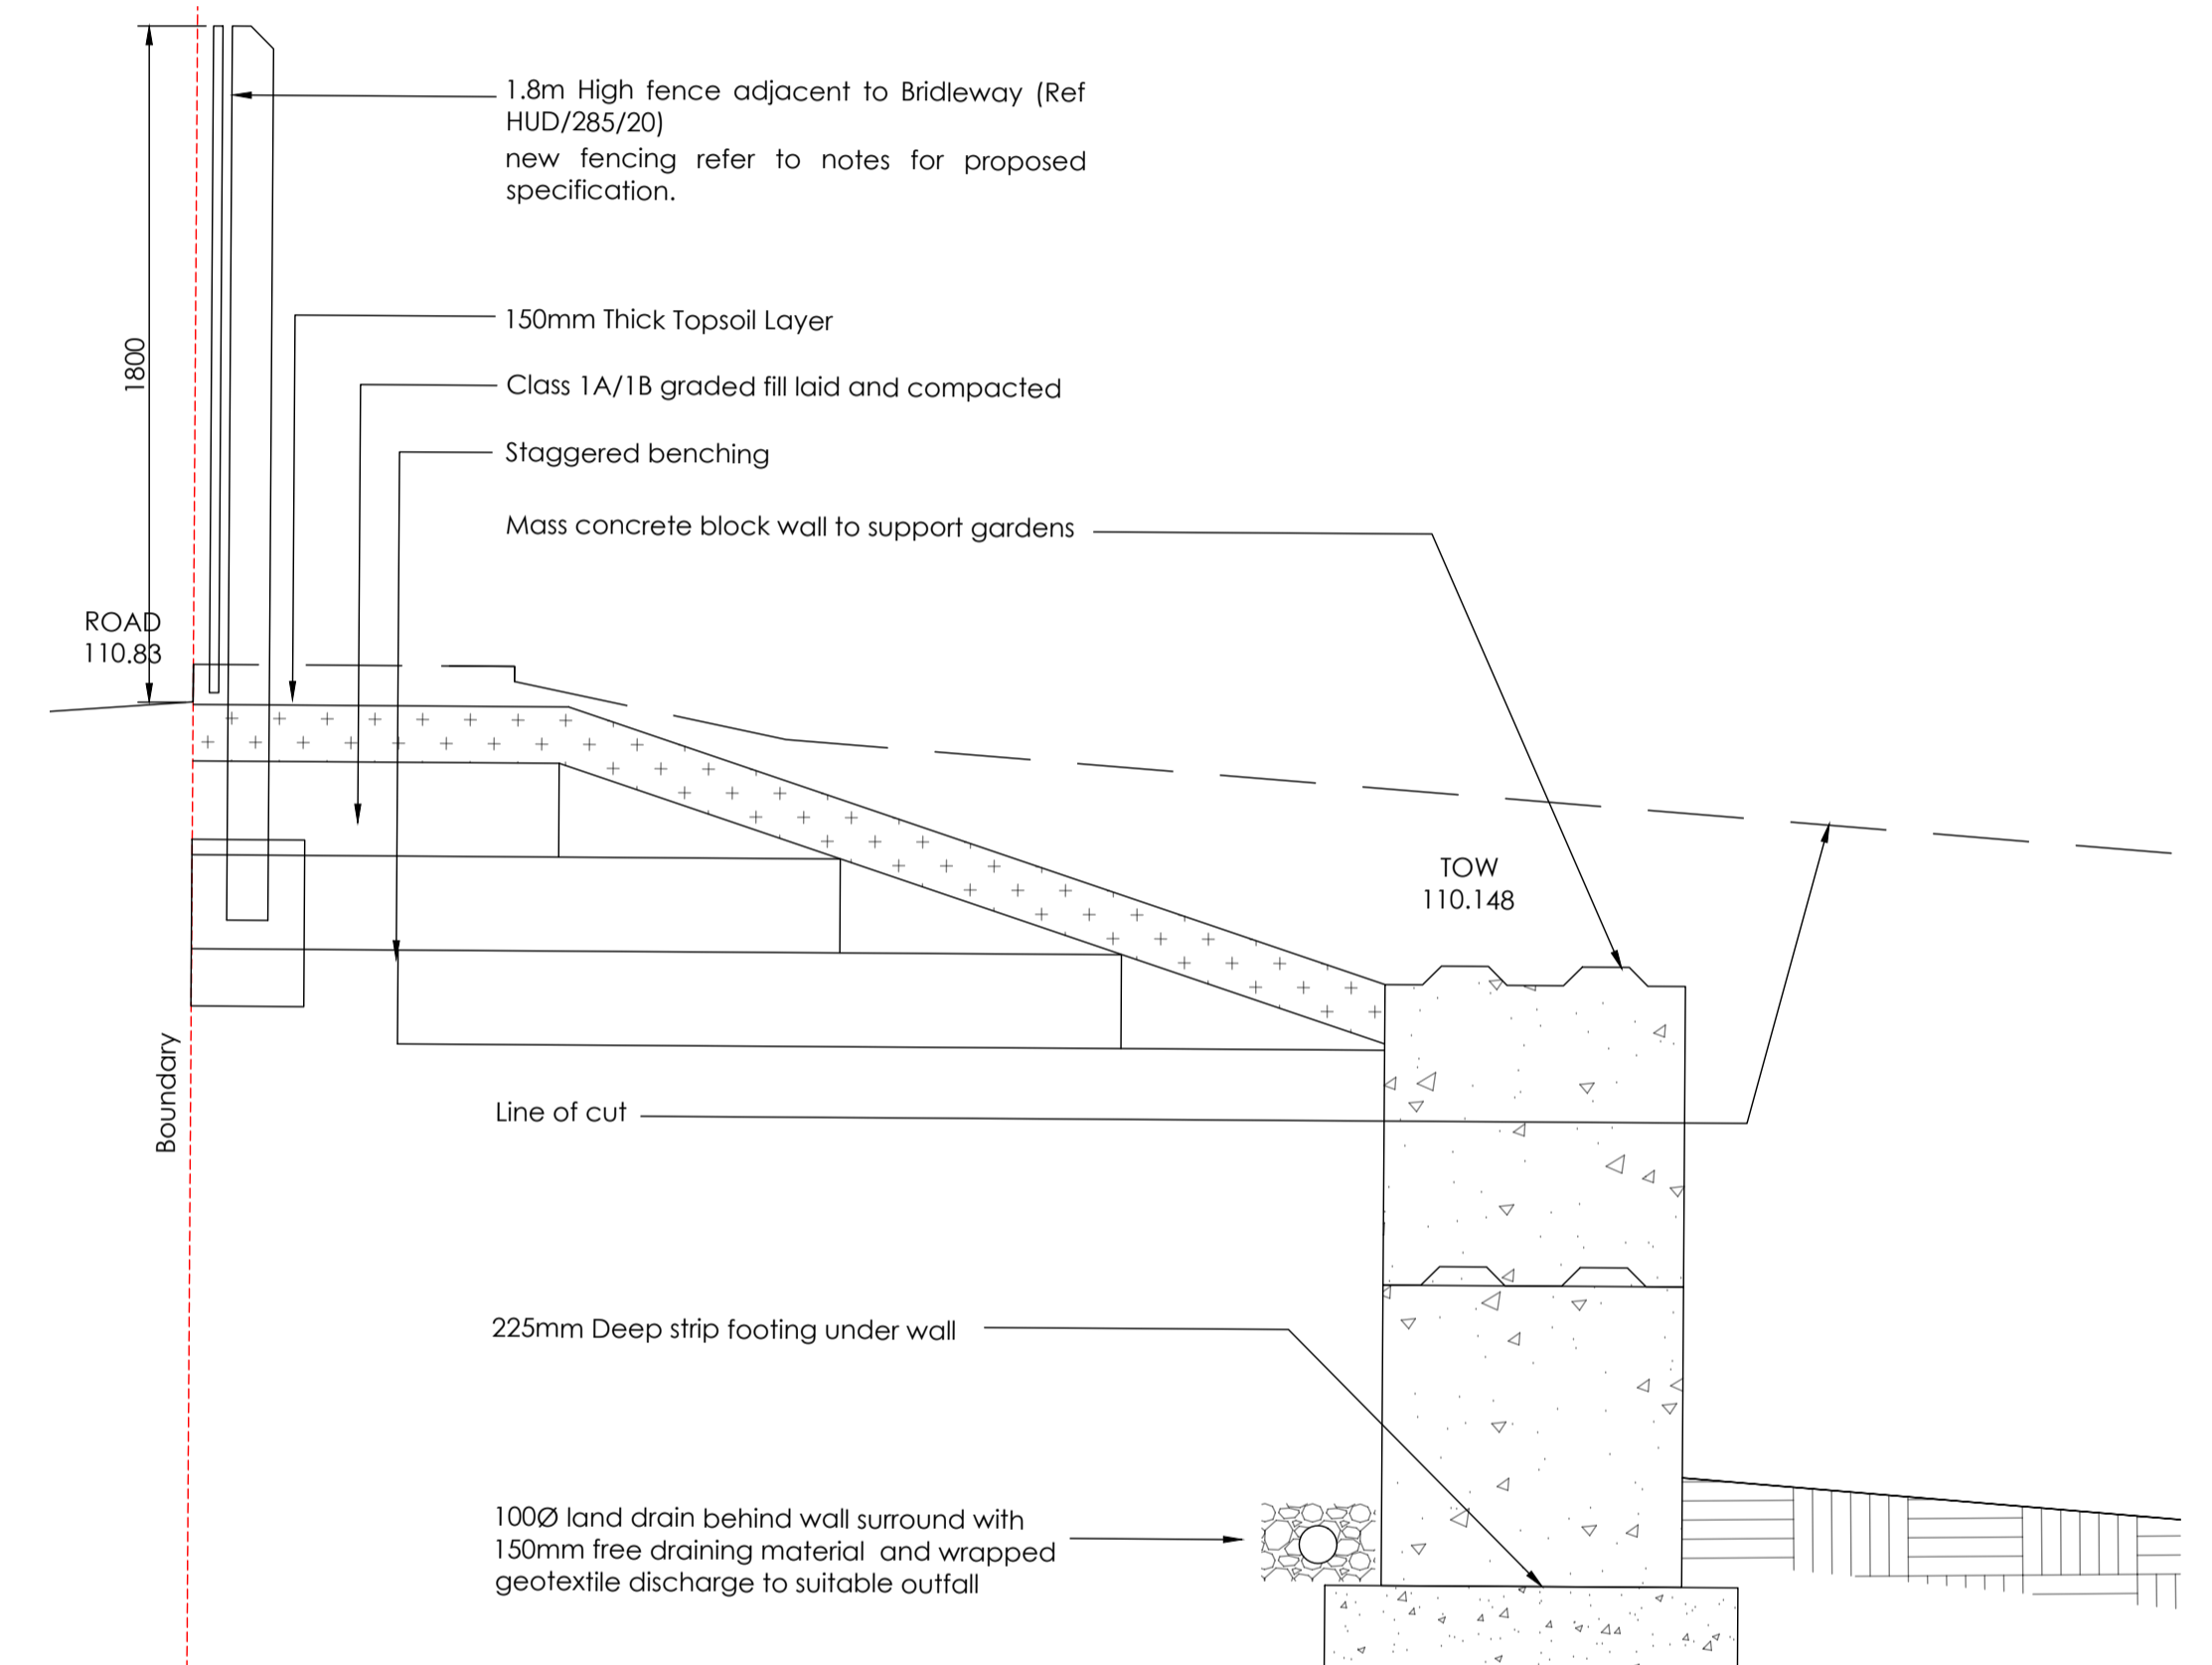 1.8m High fence adjacent to Bridleway (Ref
HUD/285/20)
new fencing refer to notes for proposed
specification.
1800
150mm Thick Topsoil Layer
Class 1A/1B graded fill laid and compacted
Staggered benching
Mass concrete block wall to support gardens
ROAD
110.83
TOW
110.148
Boundary
Line of cut
225mm Deep strip footing under wall
100Ø land drain behind wall surround with
150mm free draining material and wrapped
geotextile discharge to suitable outfall